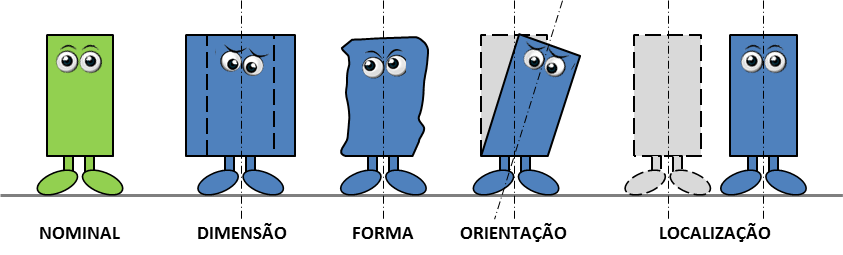 NOMINAL DIMENSÃO FORMA ORIENTAÇÃO LOCALIZAÇÃO